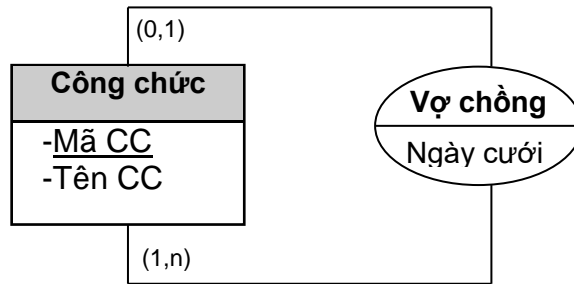 (0,1)
Công chức
Vợ chồng
-Mã CC
Ngày cưới
-Tên CC
(1,n)